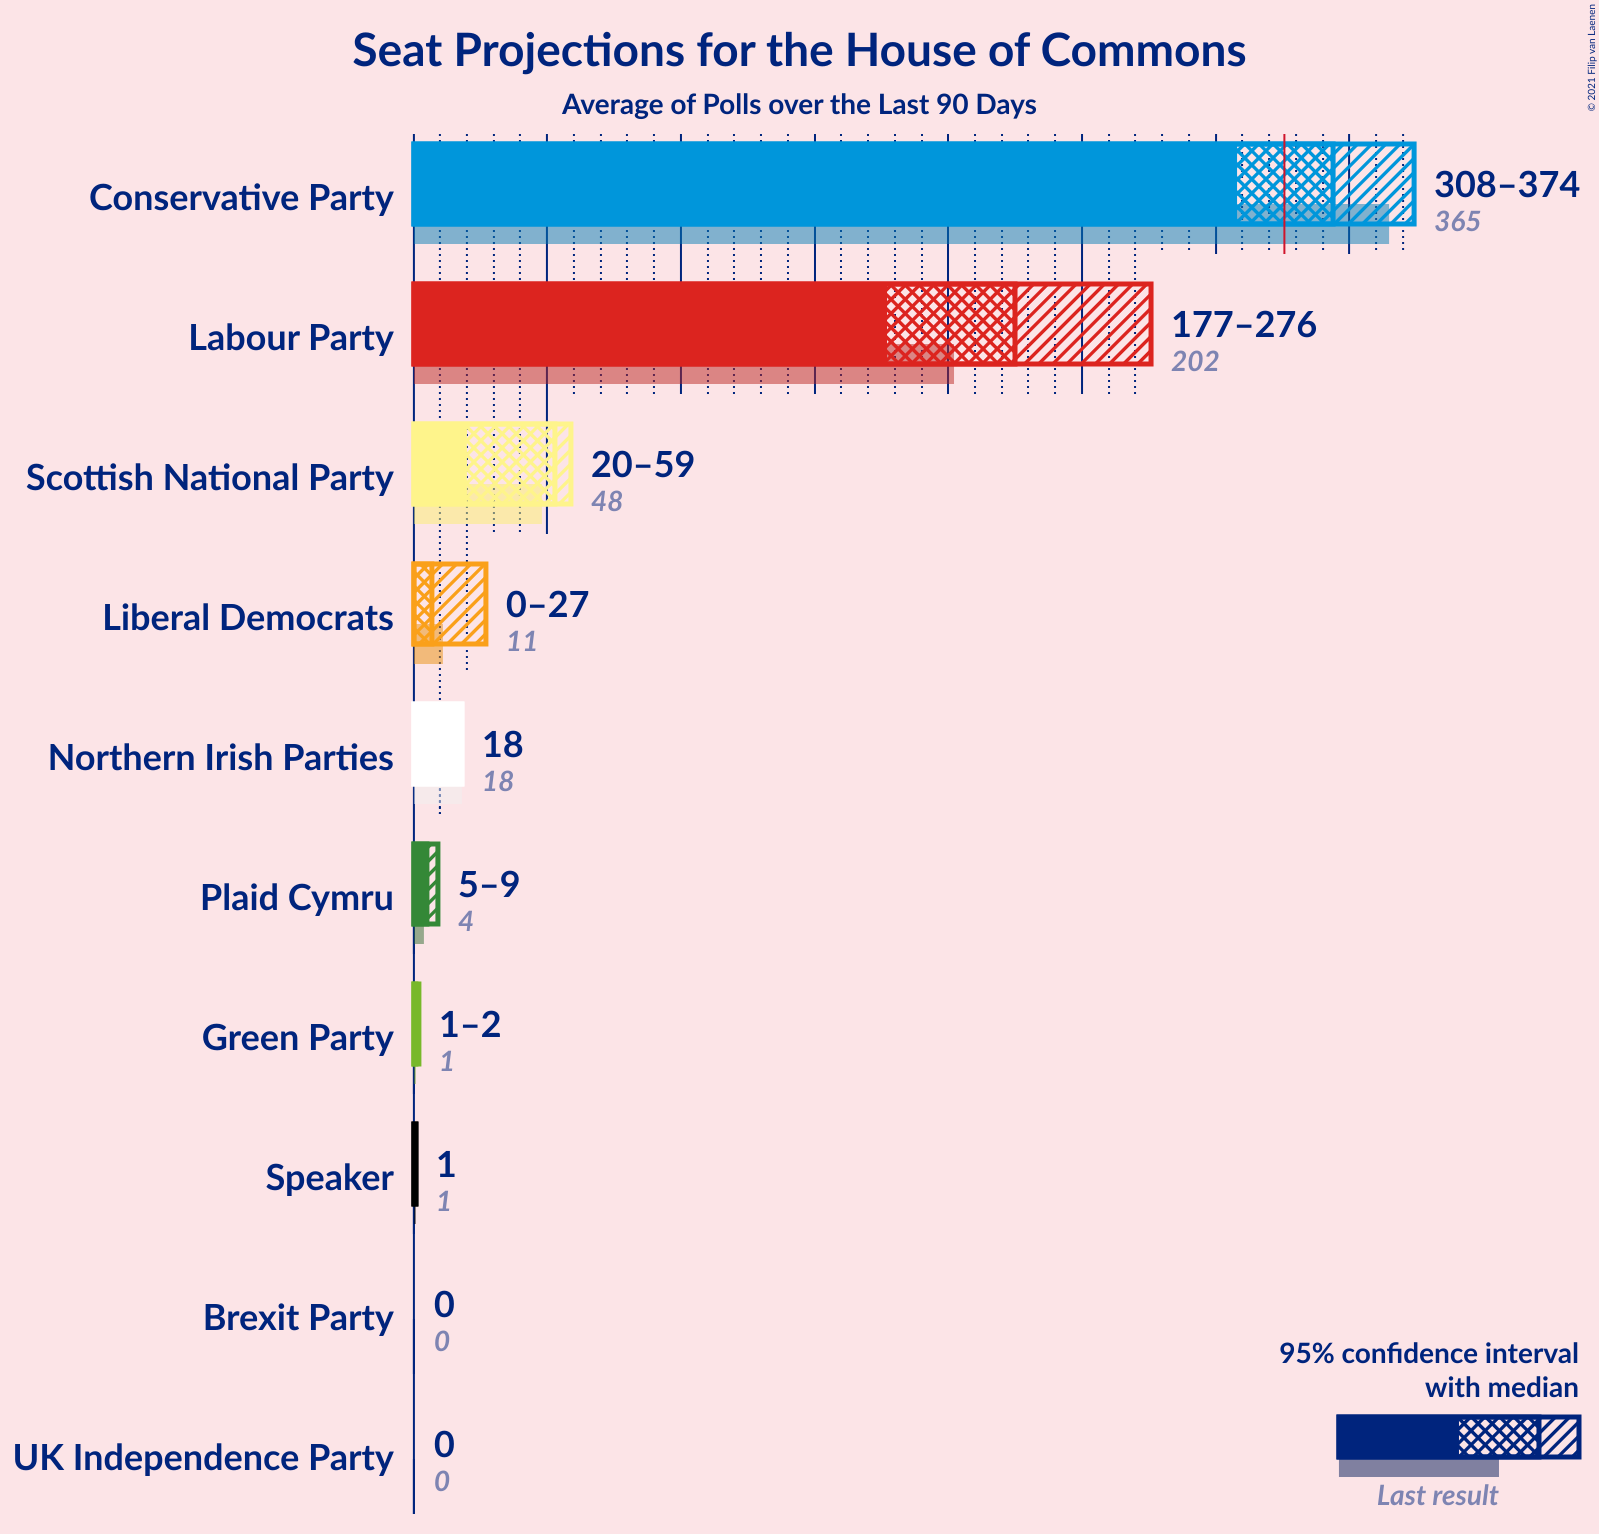 Seat Projections for the House of Commons
Average of Polls over the Last 90 Days
© 2021 Filip van Laenen
Conservative Party
308–374
365
Labour Party
177–276
202
Scottish National Party
20–59
48
Liberal Democrats
0–27
11
Northern Irish Parties
18
18
Plaid Cymru
5–9
4
Green Party
1–2
1
Speaker
1
1
Brexit Party
0
0
UK Independence Party
0
0
95% confidence interval
with median
Last result